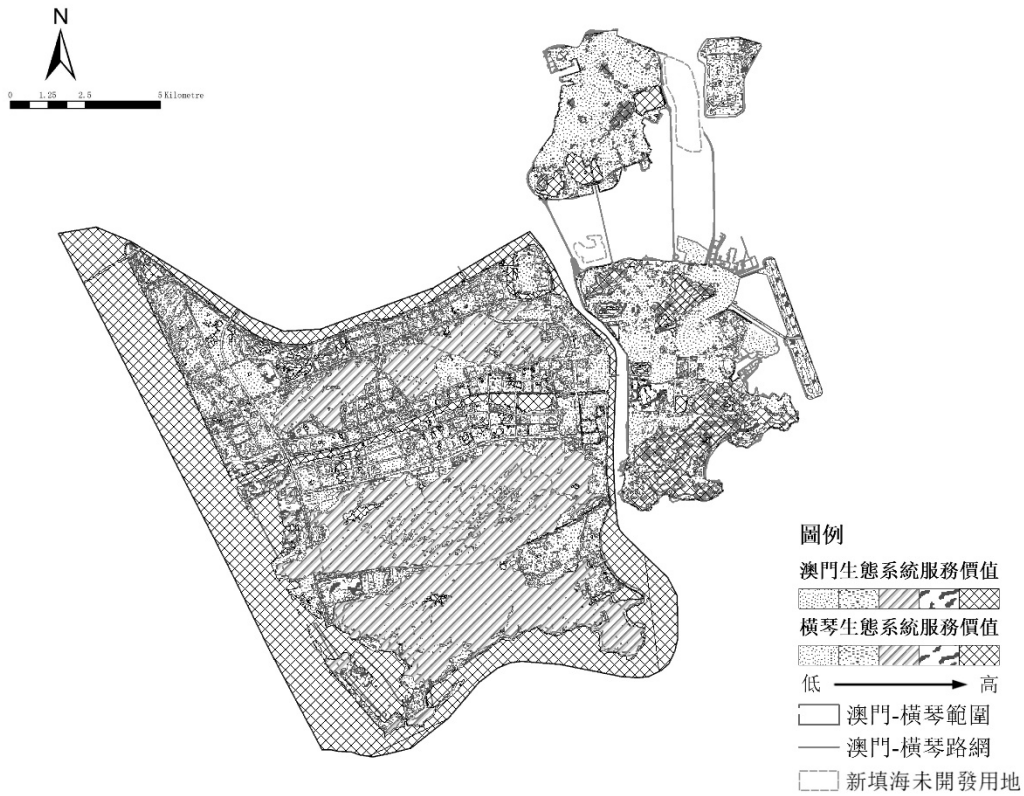 N
0 1.25 2.5 5 Kilometre
圖例
澳門生態系統服務價值
橫琴生態系統服務價值
低 高
澳門-橫琴範圍
澳門-橫琴路網
新填海未開發用地